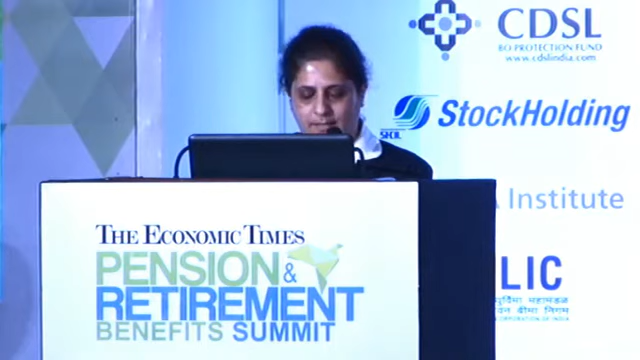 CDSL
BO PROTECTION FUND
www.cdslindia.com
StockHolding
SHCIL
Institute
LIC
THE ECONOMIC TIMES
PENSION &
RETIREMENT
BENEFITS SUMMIT